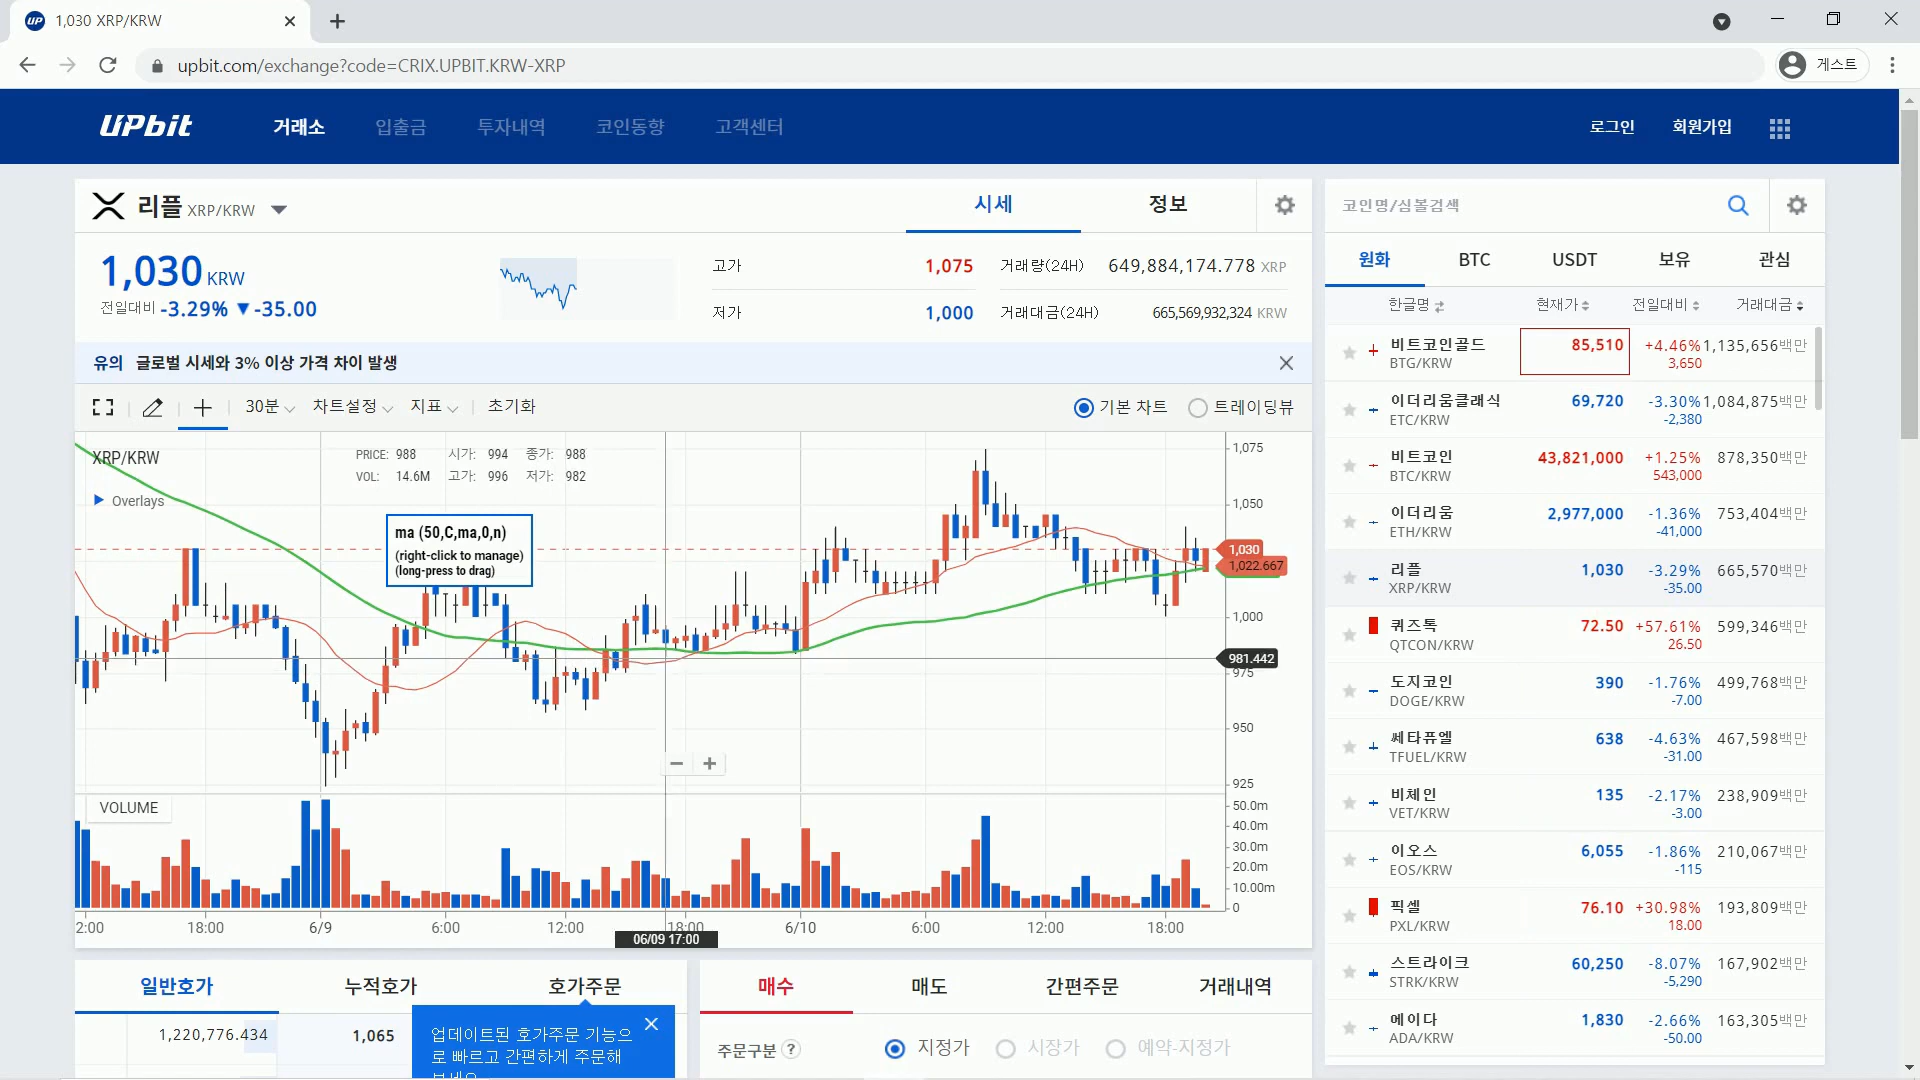 1,030 XRP/KRW
upbit.com/exchange?code=CRIX.UPBIT.KRW-XRP
게스트
UPbit 거래소 입출금 투자내역 코인동향 고객센터 로그인 회원가입
리플 XRP/KRW 시세 정보
1,030 KRW
전일대비 -3.29% ▼-35.00
고가 1,075 거래량(24H) 649,884,174.778 XRP
저가 1,000 거래대금(24H) 665,569,932,324 KRW
유의 글로벌 시세와 3% 이상 가격 차이 발생
30분 차트설정 지표 초기화 기본 차트 트레이딩뷰
XRP/KRW
PRICE: 988 시가: 994 종가: 988
VOL: 14.6M 고가: 996 저가: 982
Overlays
ma (50,C,ma,0,n)
(right-click to manage)
(long-press to drag)
1,075
1,050
1,030
1,022.667
1,000
981.442
975
950
925
VOLUME
50.0m
40.0m
30.0m
20.0m
10.00m
0
2:00 18:00 6/9 6:00 12:00 18:00 6/10 6:00 12:00 18:00
06/09 17:00
일반호가 누적호가 호가주문
1,220,776.434 1,065
업데이트된 호가주문 기능으
로 빠르고 간편하게 주문해
보세요
매수 매도 간편주문 거래내역
주문구분 ? 지정가 시장가 예약-지정가
코인명/심볼검색
원화 BTC USDT 보유 관심
한글명 현재가 전일대비 거래대금
비트코인골드 85,510 +4.46% 1,135,656백만
BTG/KRW 3,650
이더리움클래식 69,720 -3.30% 1,084,875백만
ETC/KRW -2,380
비트코인 43,821,000 +1.25% 878,350백만
BTC/KRW 543,000
이더리움 2,977,000 -1.36% 753,404백만
ETH/KRW -41,000
리플 1,030 -3.29% 665,570백만
XRP/KRW -35.00
퀴즈톡 72.50 +57.61% 599,346백만
QTCON/KRW 26.50
도지코인 390 -1.76% 499,768백만
DOGE/KRW -7.00
쎄타퓨엘 638 -4.63% 467,598백만
TFUEL/KRW -31.00
비체인 135 -2.17% 238,909백만
VET/KRW -3.00
이오스 6,055 -1.86% 210,067백만
EOS/KRW -115
픽셀 76.10 +30.98% 193,809백만
PXL/KRW 18.00
스트라이크 60,250 -8.07% 167,902백만
STRK/KRW -5,290
에이다 1,830 -2.66% 163,305백만
ADA/KRW -50.00